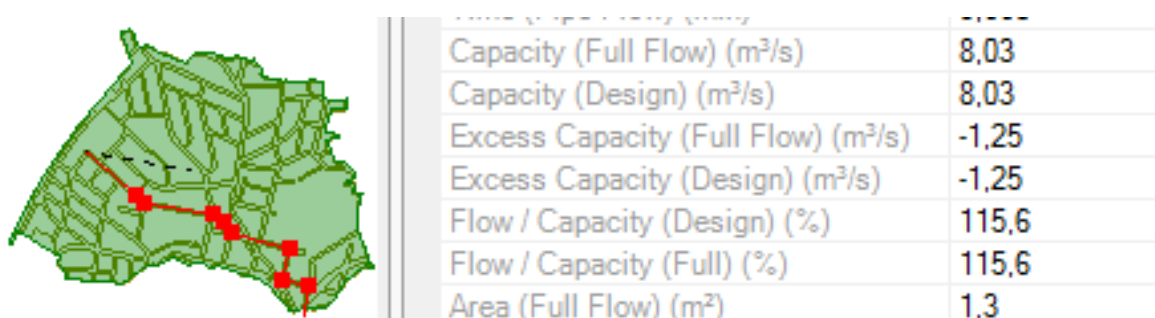 Capacity (Full Flow) (m³/s) 8,03
Capacity (Design) (m³/s) 8,03
Excess Capacity (Full Flow) (m³/s) -1,25
Excess Capacity (Design) (m³/s) -1,25
Flow / Capacity (Design) (%) 115,6
Flow / Capacity (Full) (%) 115,6
Area (Full Flow) (m²) 1,3